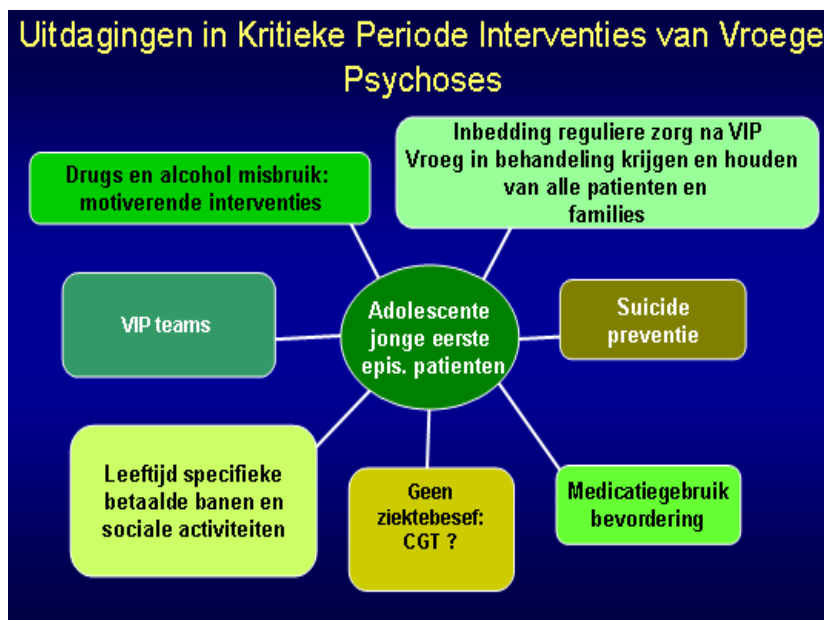 Uitdagingen in Kritieke Periode Interventies van Vroege
Psychoses
Drugs en alcohol misbruik:
motiverende interventies
Inbedding reguliere zorg na VIP
Vroeg in behandeling krijgen en houden
van alle patienten en
families
VIP teams
Adolescente
jonge eerste
epis. patienten
Suicide
preventie
Leeftijd specifieke
betaalde banen en
sociale activiteiten
Geen
ziektebesef:
CGT ?
Medicatiegebruik
bevordering